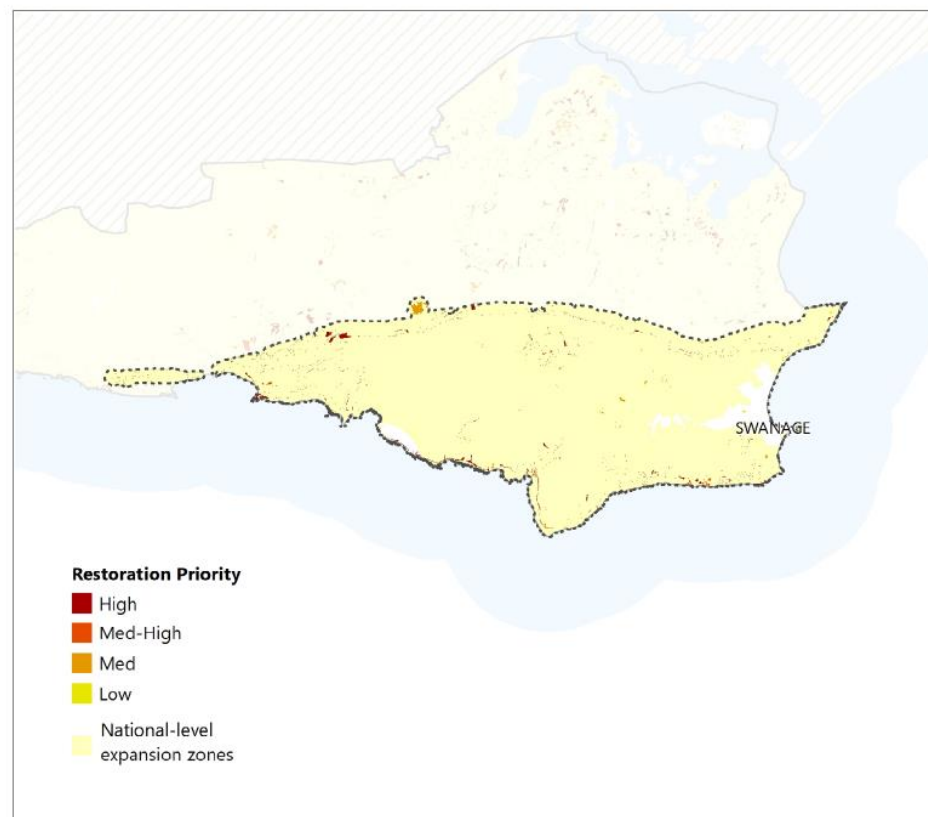 SWANAGE
Restoration Priority
High
Med-High
Med
Low
National-level
expansion zones